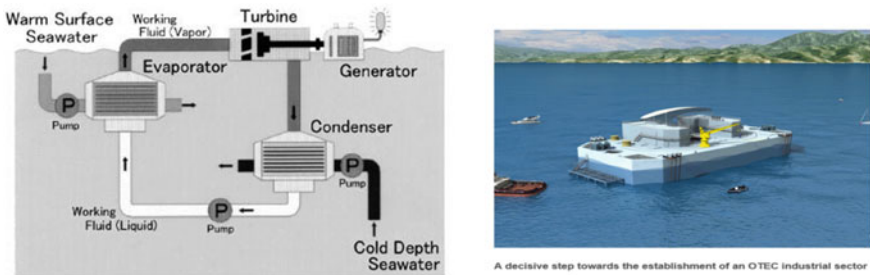 Warm Surface
Seawater
Working
Fluid (Vapor)
Turbine
Evaporator
Generator
P
Pump
Condenser
P
Pump
Working
Fluid (Liquid)
P
Pump
Cold Depth
Seawater
A decisive step towards the establishment of an OTEC industrial sector